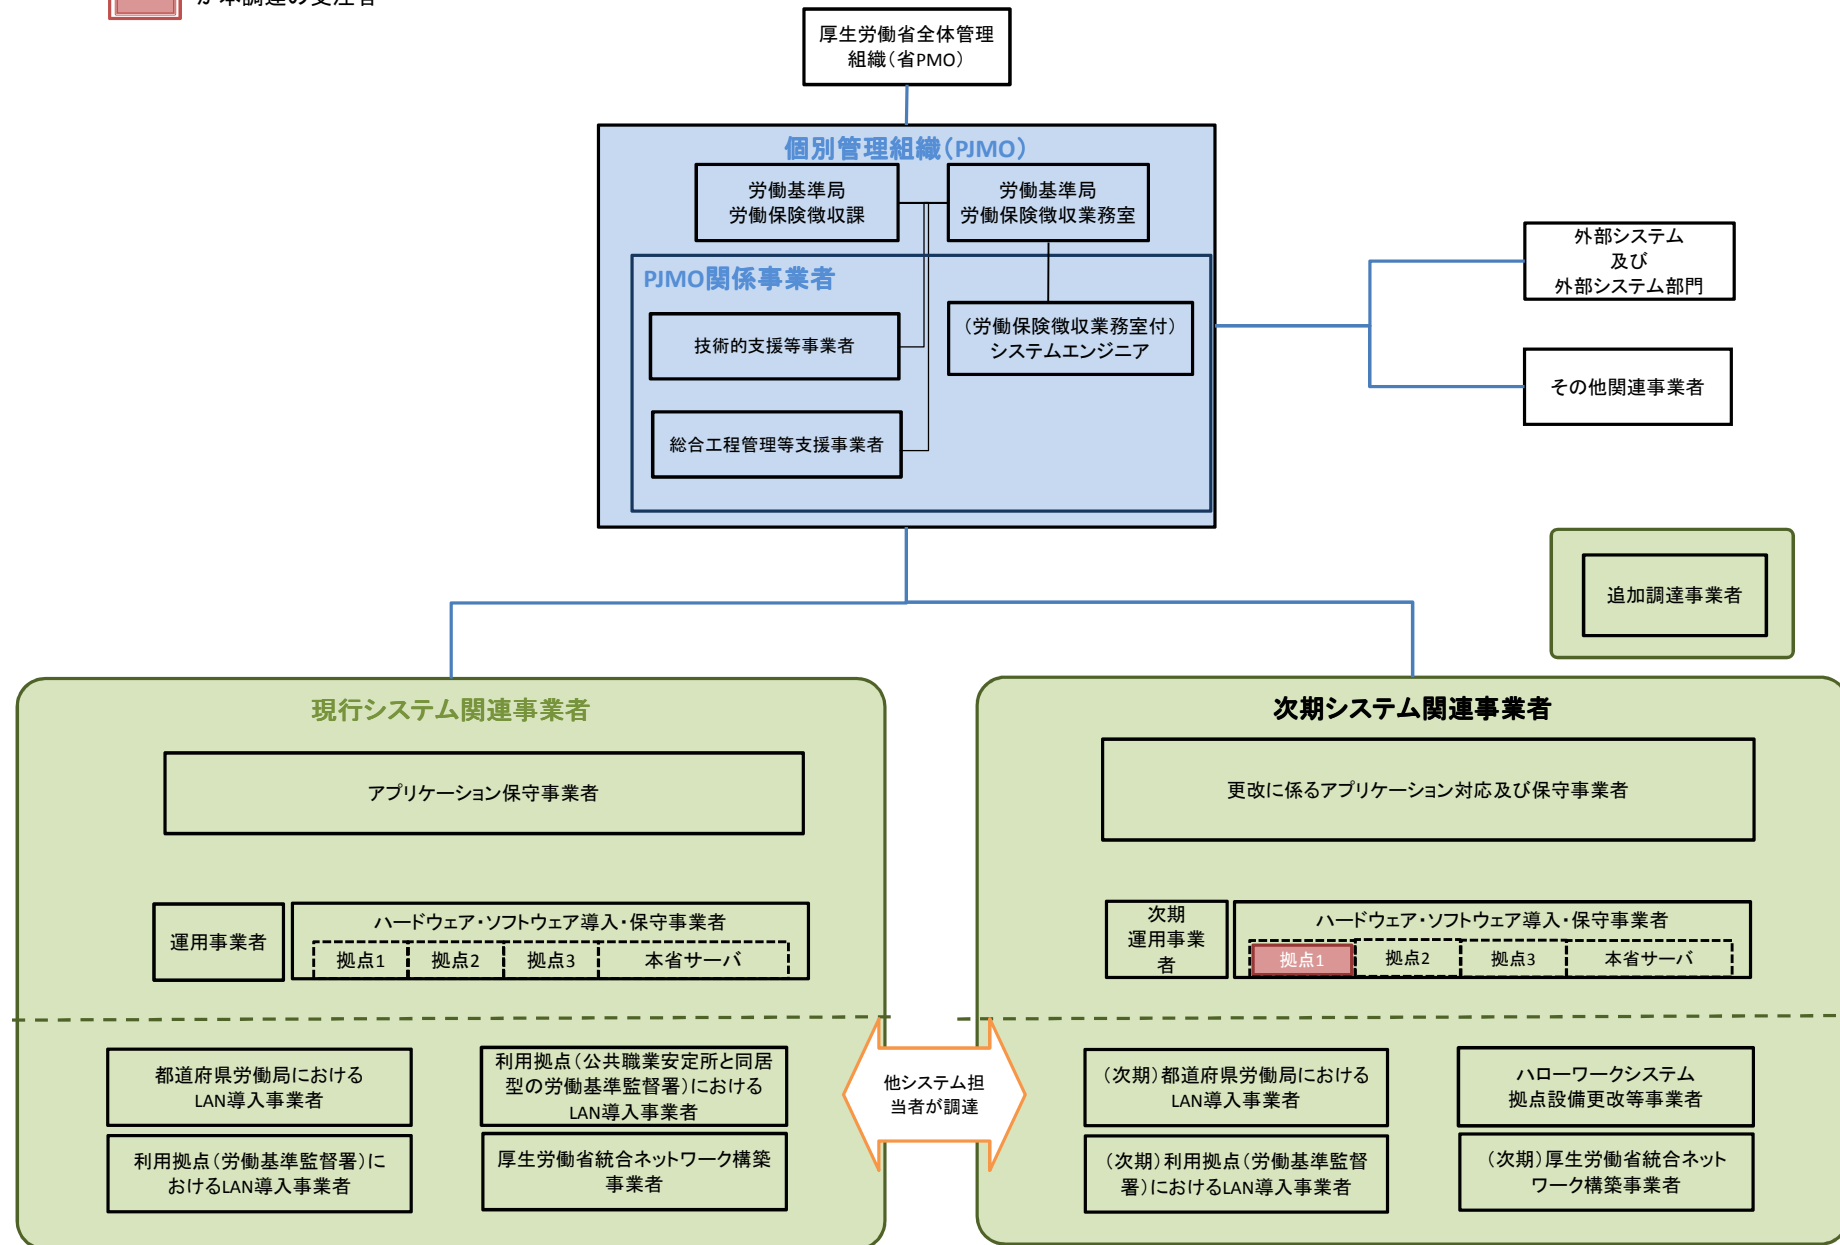 が本調達の受注者
厚生労働省全体管理
組織（省PMO）
個別管理組織（PJMO）
労働基準局
労働保険徴収課
労働基準局
労働保険徴収業務室
PJMO関係事業者
技術的支援等事業者
（労働保険徴収業務室付）
システムエンジニア
総合工程管理等支援事業者
外部システム
及び
外部システム部門
その他関連事業者
追加調達事業者
現行システム関連事業者
アプリケーション保守事業者
運用事業者
ハードウェア・ソフトウェア導入・保守事業者
拠点1
拠点2
拠点3
本省サーバ
都道府県労働局における
LAN導入事業者
利用拠点（公共職業安定所と同居
型の労働基準監督署）における
LAN導入事業者
利用拠点（労働基準監督署）に
おけるLAN導入事業者
厚生労働省統合ネットワーク構築
事業者
他システム担
当者が調達
次期システム関連事業者
更改に係るアプリケーション対応及び保守事業者
次期
運用事業
者
ハードウェア・ソフトウェア導入・保守事業者
拠点1
拠点2
拠点3
本省サーバ
（次期）都道府県労働局における
LAN導入事業者
ハローワークシステム
拠点設備更改等事業者
（次期）利用拠点（労働基準監督
署）におけるLAN導入事業者
（次期）厚生労働省統合ネット
ワーク構築事業者